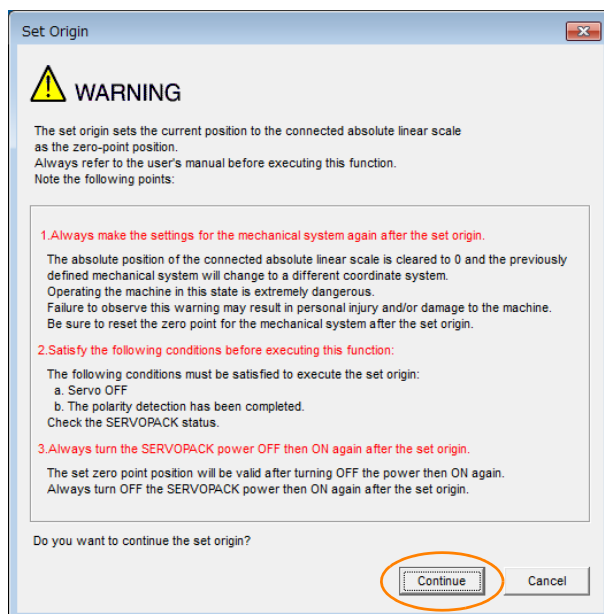 Set Origin
WARNING
The set origin sets the current position to the connected absolute linear scale
as the zero-point position.
Always refer to the user's manual before executing this function.
Note the following points:
1.Always make the settings for the mechanical system again after the set origin.
The absolute position of the connected absolute linear scale is cleared to 0 and the previously
defined mechanical system will change to a different coordinate system.
Operating the machine in this state is extremely dangerous.
Failure to observe this warning may result in personal injury and/or damage to the machine.
Be sure to reset the zero point for the mechanical system after the set origin.
2.Satisfy the following conditions before executing this function:
The following conditions must be satisfied to execute the set origin:
a. Servo OFF
b. The polarity detection has been completed.
Check the SERVOPACK status.
3.Always turn the SERVOPACK power OFF then ON again after the set origin.
The set zero point position will be valid after turning OFF the power then ON again.
Always turn OFF the SERVOPACK power then ON again after the set origin.
Do you want to continue the set origin?
Continue Cancel